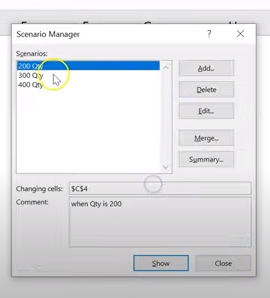 Scenario Manager
?
Scenarios:
200 Qty
300 Qty
400 Qty
Add...
Delete
Edit...
Merge...
Summary...
Changing cells:
$C$4
Comment:
when Qty is 200
Show
Close